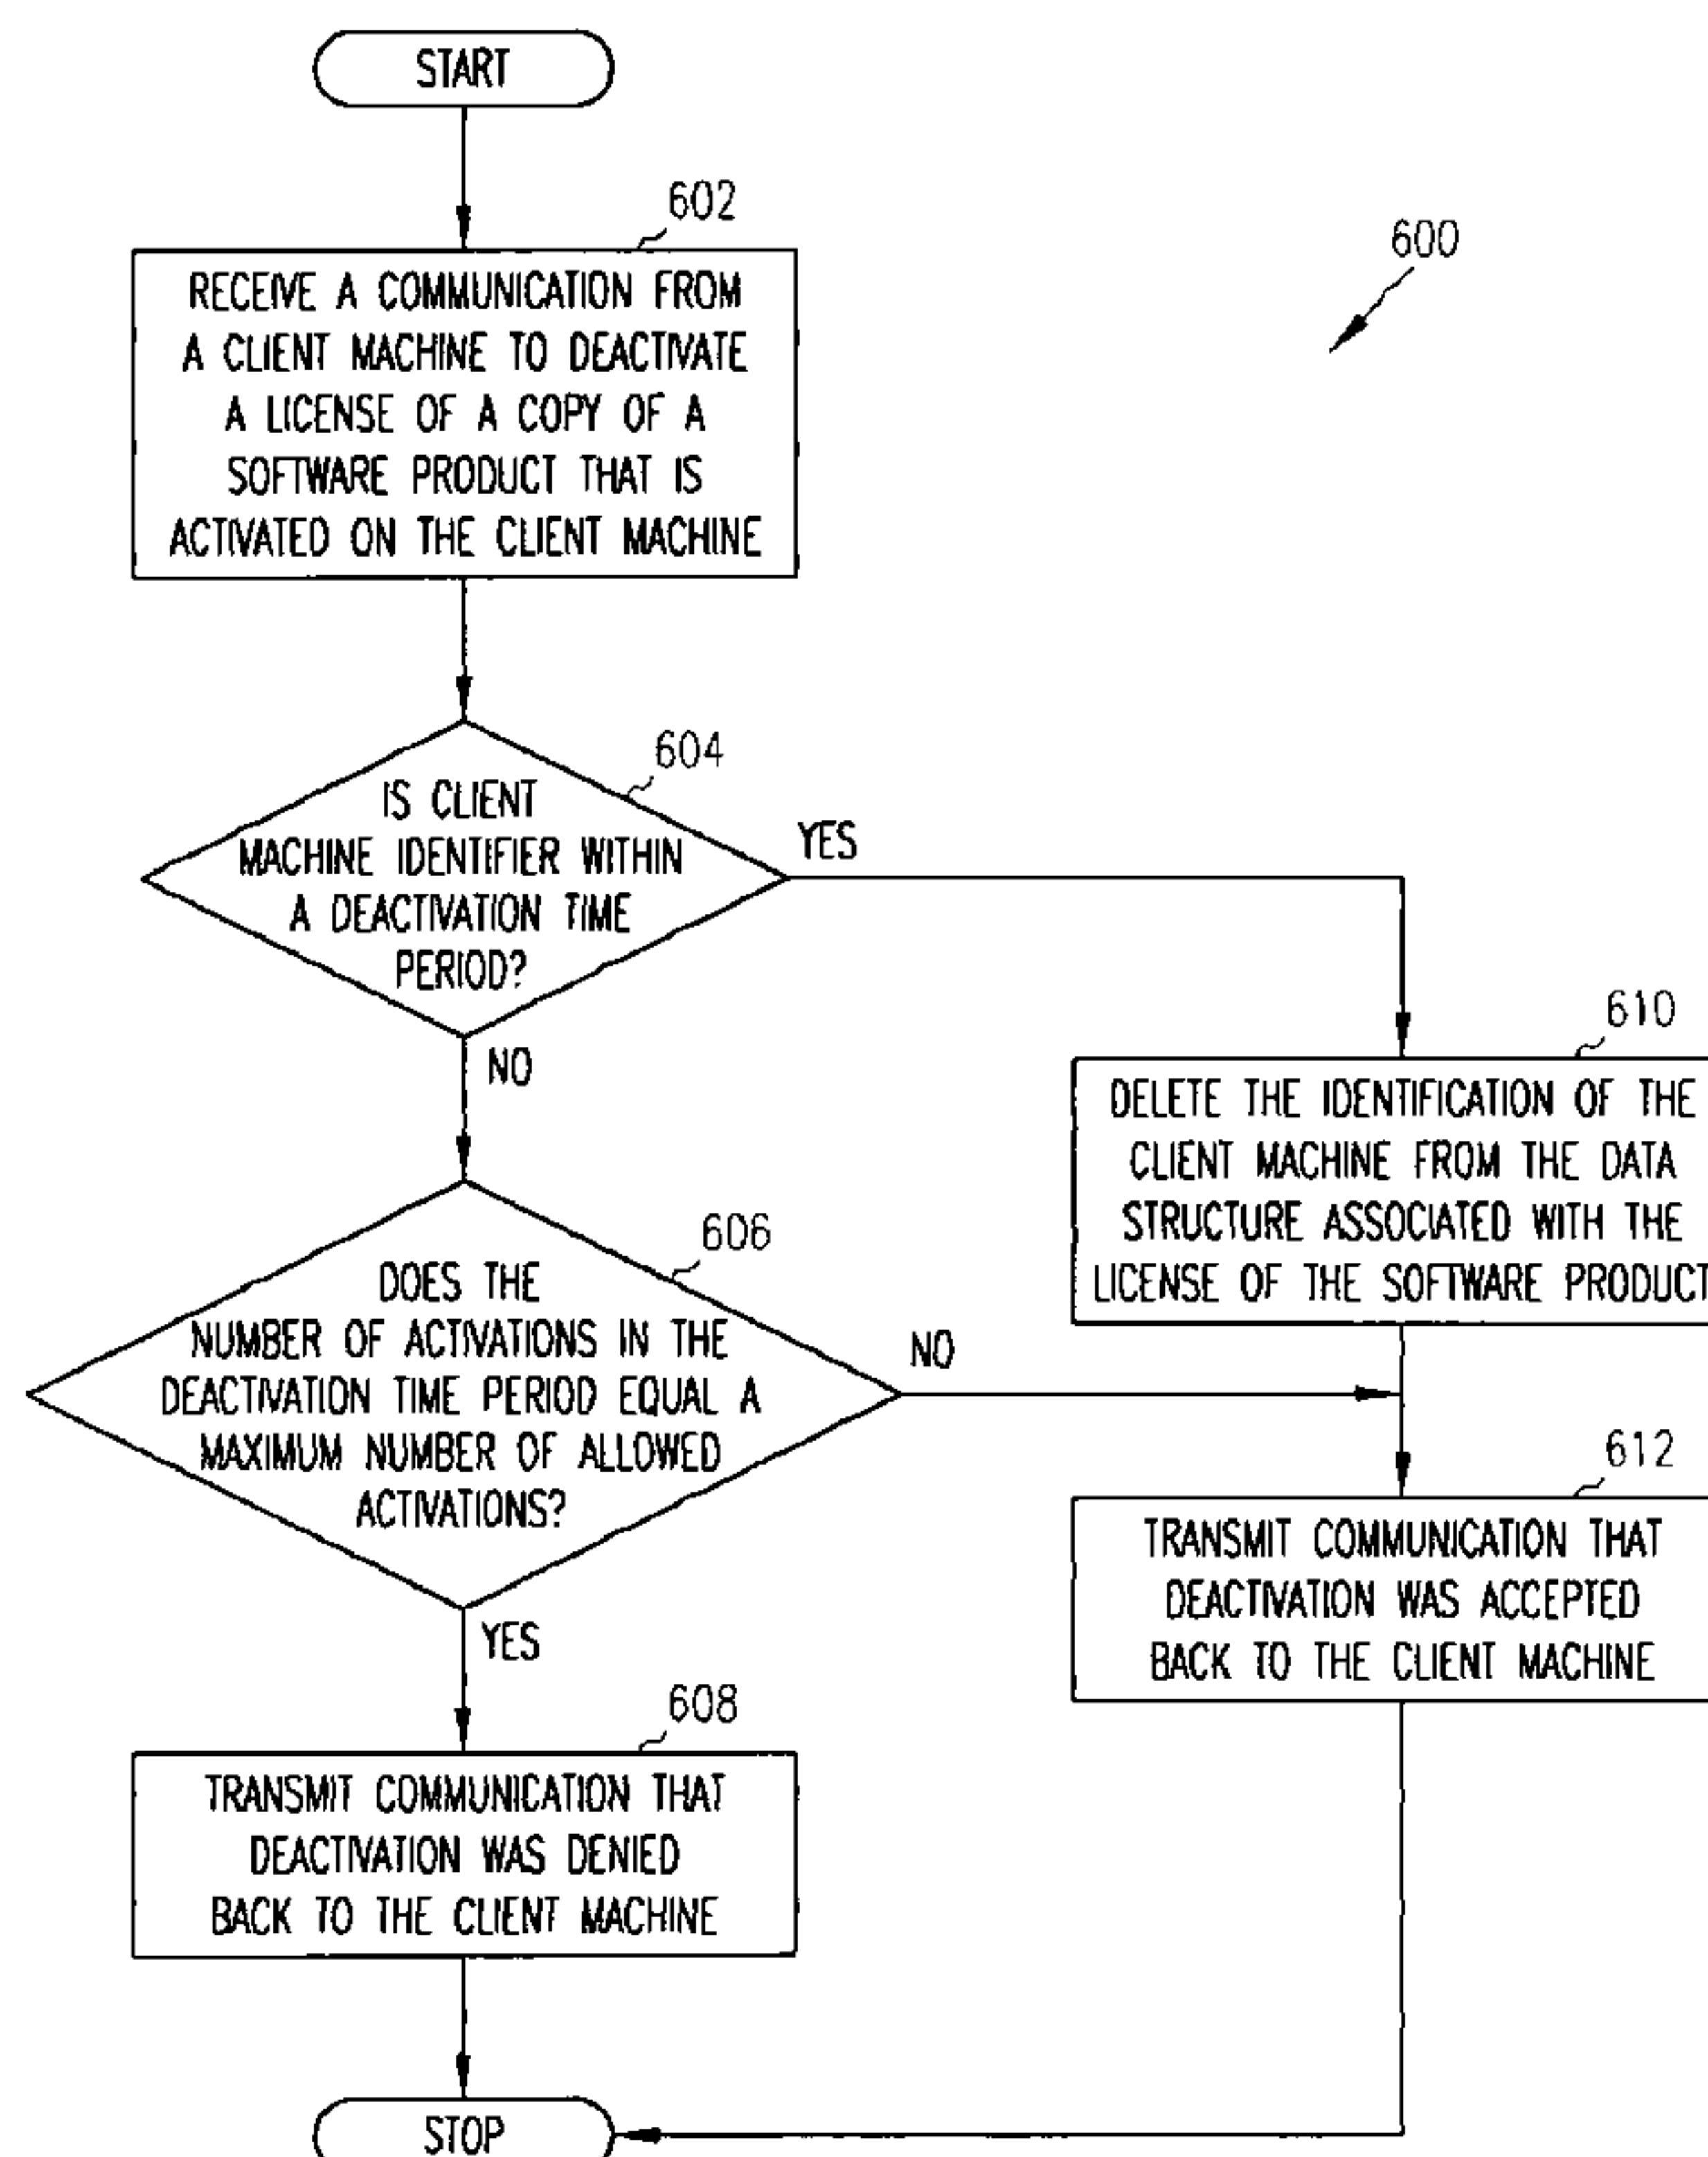 START
602
600
RECEIVE A COMMUNICATION FROM
A CLIENT MACHINE TO DEACTIVATE
A LICENSE OF A COPY OF A
SOFTWARE PRODUCT THAT IS
ACTIVATED ON THE CLIENT MACHINE
604
IS CLIENT
MACHINE IDENTIFIER WITHIN
A DEACTIVATION TIME
PERIOD?
YES
NO
610
DELETE THE IDENTIFICATION OF THE
CLIENT MACHINE FROM THE DATA
STRUCTURE ASSOCIATED WITH THE
LICENSE OF THE SOFTWARE PRODUCT
606
DOES THE
NUMBER OF ACTIVATIONS IN THE
DEACTIVATION TIME PERIOD EQUAL A
MAXIMUM NUMBER OF ALLOWED
ACTIVATIONS?
NO
YES
612
TRANSMIT COMMUNICATION THAT
DEACTIVATION WAS ACCEPTED
BACK TO THE CLIENT MACHINE
608
TRANSMIT COMMUNICATION THAT
DEACTIVATION WAS DENIED
BACK TO THE CLIENT MACHINE
STOP